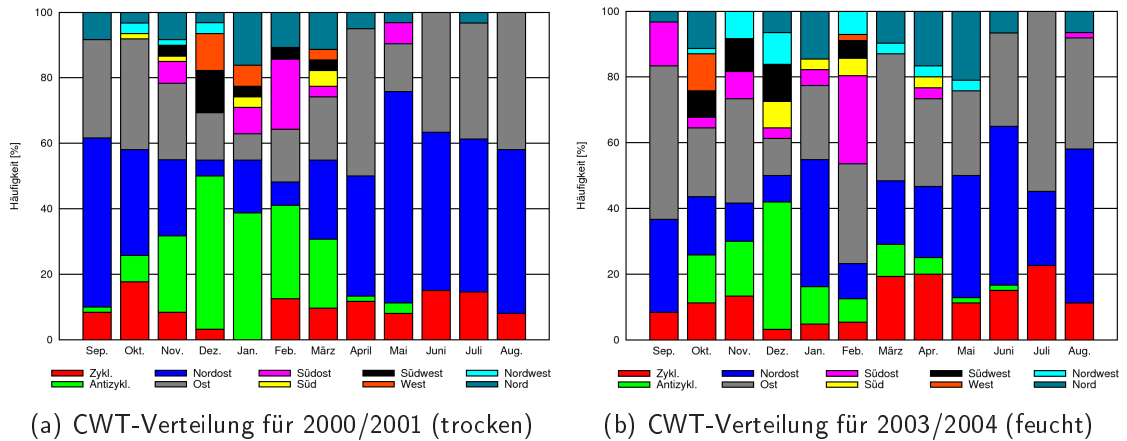 100
80
60
40
20
0
Häufigkeit [%]
Sep. Okt. Nov. Dez. Jan. Feb. März April Mai Juni Juli Aug.
Zykl. Nordost Südost Südwest Nordwest
Antizykl. Ost Süd West Nord
(a) CWT-Verteilung für 2000/2001 (trocken)
100
80
60
40
20
0
Häufigkeit [%]
Sep. Okt. Nov. Dez. Jan. Feb. März Apr. Mai Juni Juli Aug.
Zykl. Nordost Südost Südwest Nordwest
Antizykl. Ost Süd West Nord
(b) CWT-Verteilung für 2003/2004 (feucht)